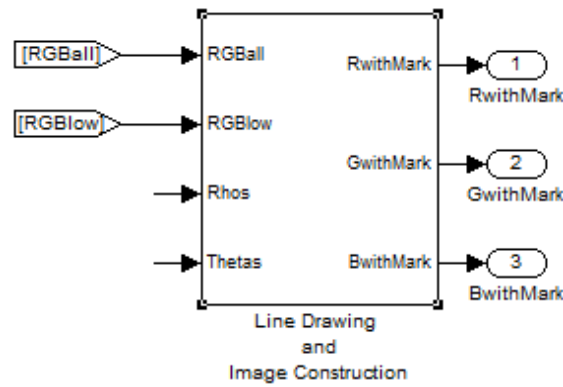 [RGBall]
RGBall
RwithMark
1
RwithMark
[RGBlow]
RGBlow
GwithMark
2
GwithMark
Rhos
Thetas
BwithMark
3
BwithMark
Line Drawing
and
Image Construction